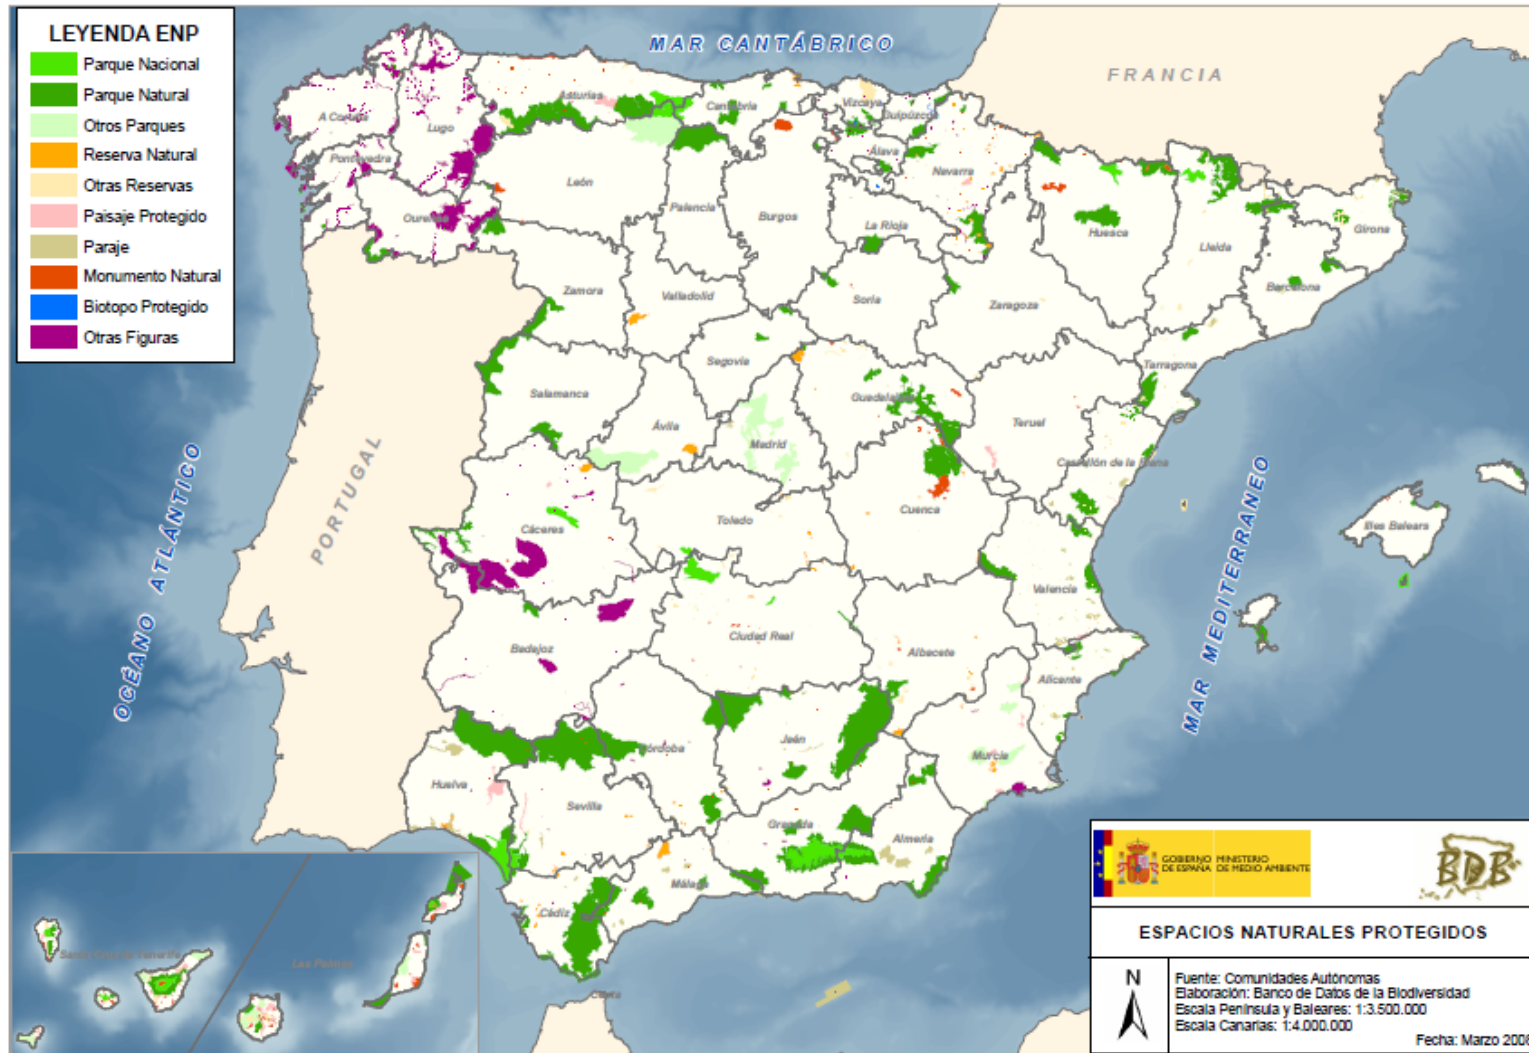 LEYENDA ENP
Parque Nacional
Parque Natural
Otros Parques
Reserva Natural
Otras Reservas
Paisaje Protegido
Paraje
Monumento Natural
Biotopo Protegido
Otras Figuras
MAR CANTÁBRICO
FRANCIA
PORTUGAL
OCÉANO ATLÁNTICO
MAR MEDITERRANEO
A Coruña
Lugo
Pontevedra
Ourense
Asturias
Cantabria
Vizcaya
Guipúzcoa
Álava
Navarra
León
Palencia
Burgos
La Rioja
Huesca
Lleida
Girona
Barcelona
Zamora
Valladolid
Soria
Zaragoza
Tarragona
Salamanca
Segovia
Ávila
Madrid
Guadalajara
Teruel
Castellón de la Plana
Cáceres
Toledo
Cuenca
Valencia
Illes Balears
Badajoz
Ciudad Real
Albacete
Alicante
Huelva
Sevilla
Córdoba
Jaén
Murcia
Granada
Almería
Málaga
Cádiz
Ceuta
Santa Cruz de Tenerife
Las Palmas
GOBIERNO DE ESPAÑA
MINISTERIO DE MEDIO AMBIENTE
BDB
ESPACIOS NATURALES PROTEGIDOS
N
Fuente: Comunidades Autónomas
Elaboración: Banco de Datos de la Biodiversidad
Escala Península y Baleares: 1:3.500.000
Escala Canarias: 1:4.000.000
Fecha: Marzo 2008